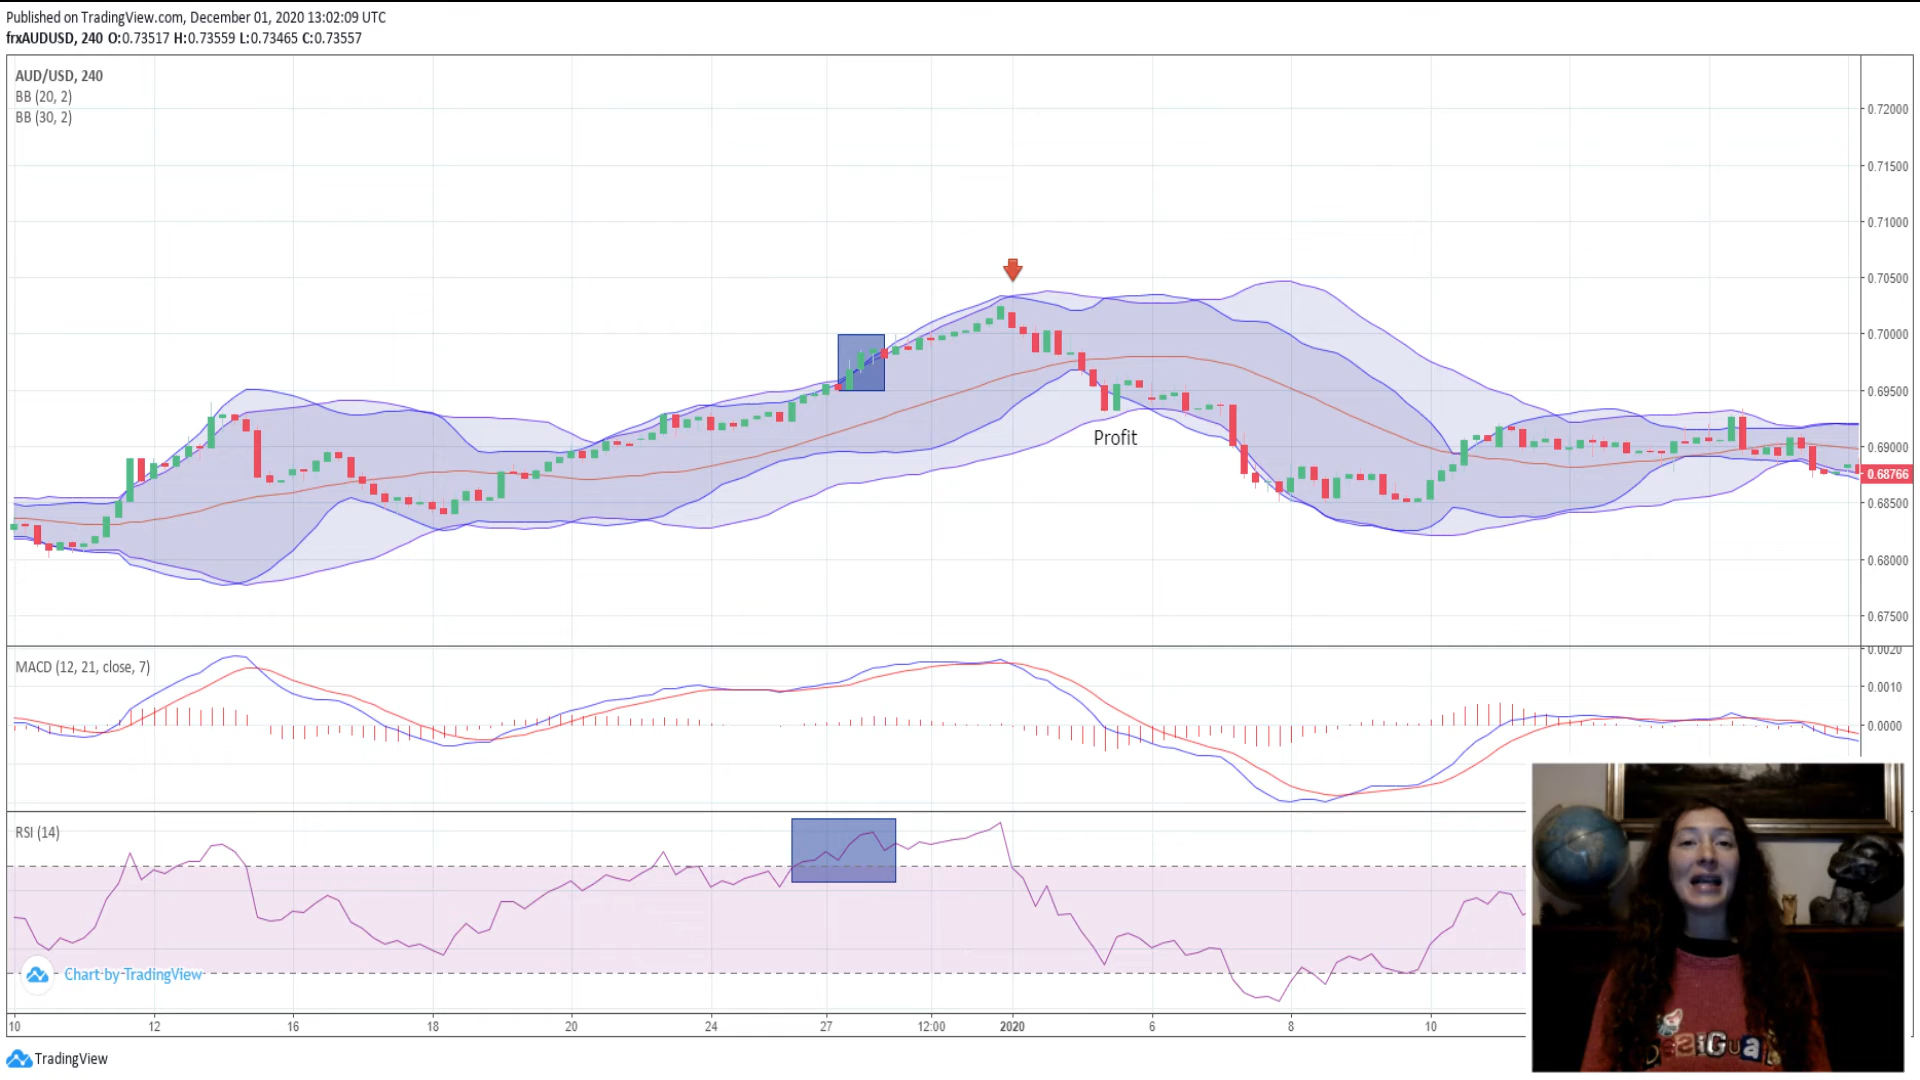 Published on TradingView.com, December 01, 2020 13:02:09 UTC
frxAUDUSD, 240 O:0.73517 H:0.73559 L:0.73465 C:0.73557
AUD/USD, 240
BB (20, 2)
BB (30, 2)
0.72000
0.71500
0.71000
0.70500
0.70000
0.69500
Profit
0.69000
0.68766
0.68500
0.68000
0.67500
0.0020
MACD (12, 21, close, 7)
0.0010
0.0000
RSI (14)
Chart by TradingView
10 12 16 18 20 24 27 12:00 2020 6 8 10
TradingView